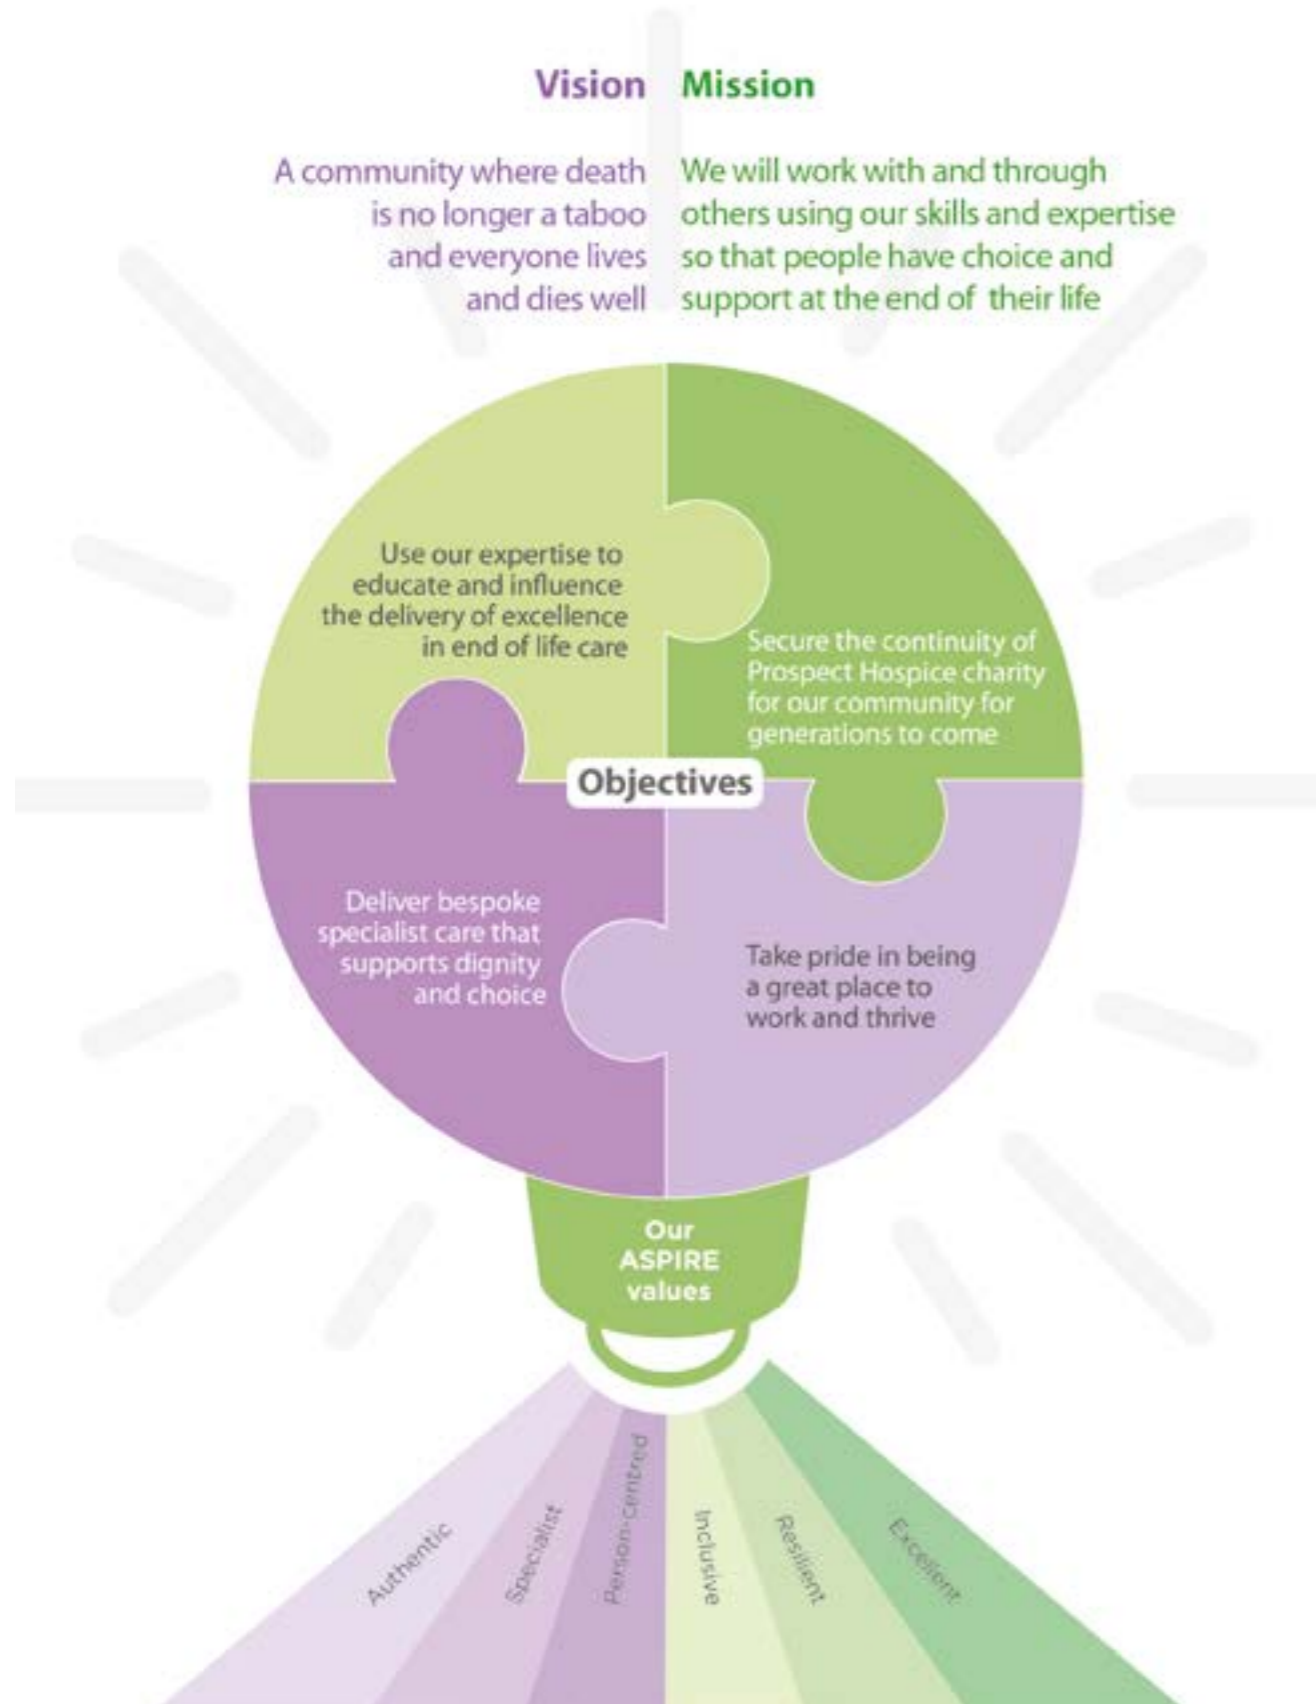 Vision
Mission
A community where death
is no longer a taboo
and everyone lives
and dies well
We will work with and through
others using our skills and expertise
so that people have choice and
support at the end of their life
Use our expertise to
educate and influence
the delivery of excellence
in end of life care
Secure the continuity of
Prospect Hospice charity
for our community for
generations to come
Objectives
Deliver bespoke
specialist care that
supports dignity
and choice
Take pride in being
a great place to
work and thrive
Our
ASPIRE
values
Authentic
Specialist
Person-centred
Inclusive
Resilient
Excellent